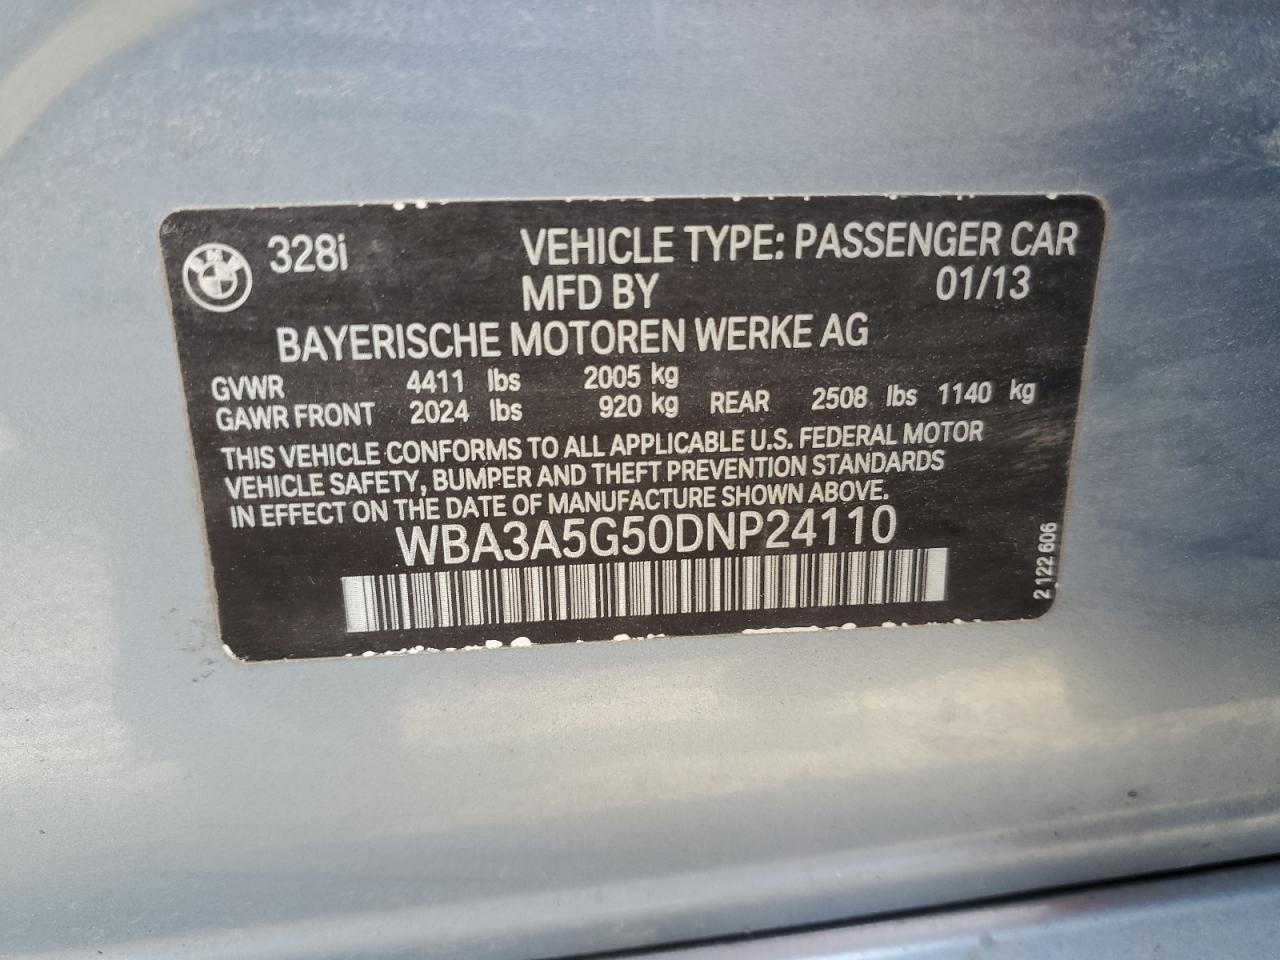 BMW 328i VEHICLE TYPE: PASSENGER CAR
MFD BY 01/13
BAYERISCHE MOTOREN WERKE AG
GVWR 4411 lbs 2005 kg
GAWR FRONT 2024 lbs 920 kg REAR 2508 lbs 1140 kg
THIS VEHICLE CONFORMS TO ALL APPLICABLE U.S. FEDERAL MOTOR
VEHICLE SAFETY, BUMPER AND THEFT PREVENTION STANDARDS
IN EFFECT ON THE DATE OF MANUFACTURE SHOWN ABOVE.
WBA3A5G50DNP24110
2 122 606